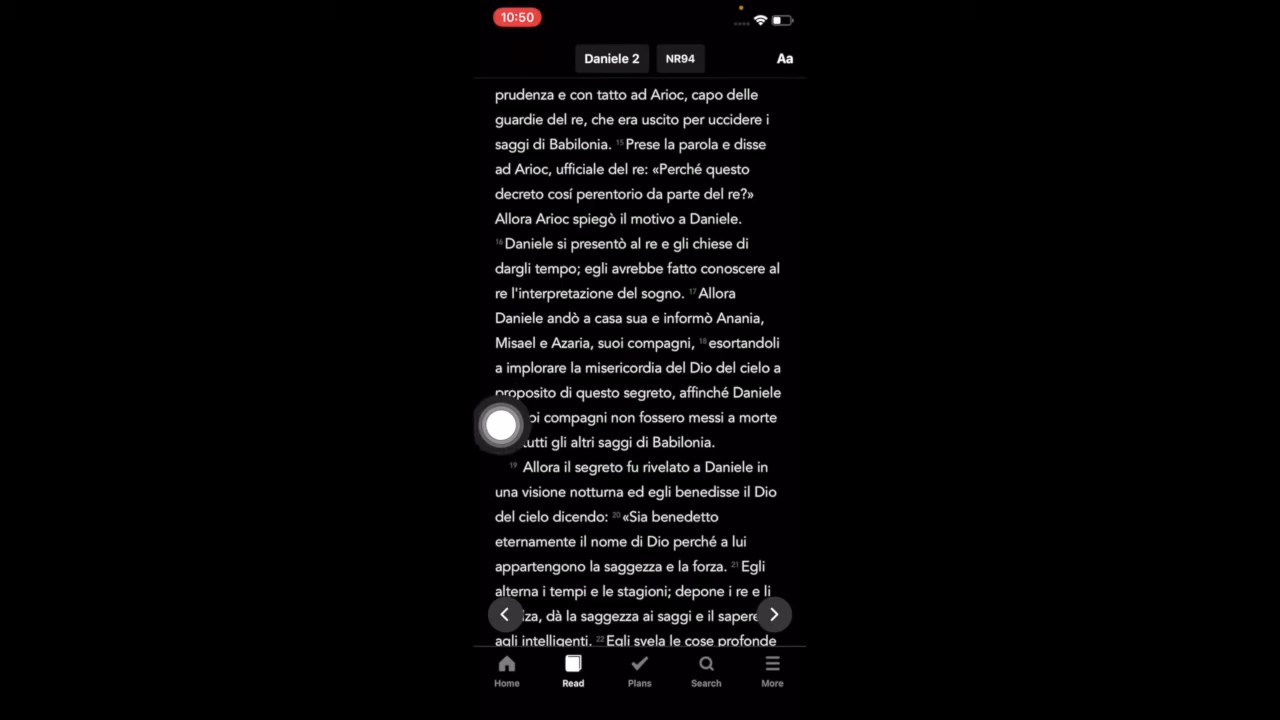 10:50
Daniele 2 NR94 Aa
prudenza e con tatto ad Arioc, capo delle
guardie del re, che era uscito per uccidere i
saggi di Babilonia. 15 Prese la parola e disse
ad Arioc, ufficiale del re: «Perché questo
decreto cosí perentorio da parte del re?»
Allora Arioc spiegò il motivo a Daniele.
16 Daniele si presentò al re e gli chiese di
dargli tempo; egli avrebbe fatto conoscere al
re l'interpretazione del sogno. 17 Allora
Daniele andò a casa sua e informò Anania,
Misael e Azaria, suoi compagni, 18 esortandoli
a implorare la misericordia del Dio del cielo a
proposito di questo segreto, affinché Daniele
compagni non fossero messi a morte
tutti gli altri saggi di Babilonia.
19 Allora il segreto fu rivelato a Daniele in
una visione notturna ed egli benedisse il Dio
del cielo dicendo: 20 «Sia benedetto
eternamente il nome di Dio perché a lui
appartengono la saggezza e la forza. 21 Egli
alterna i tempi e le stagioni; depone i re e li
dà la saggezza ai saggi e il sapere
agli intelligenti. 22 Egli svela le cose profonde
Home Read Plans Search More